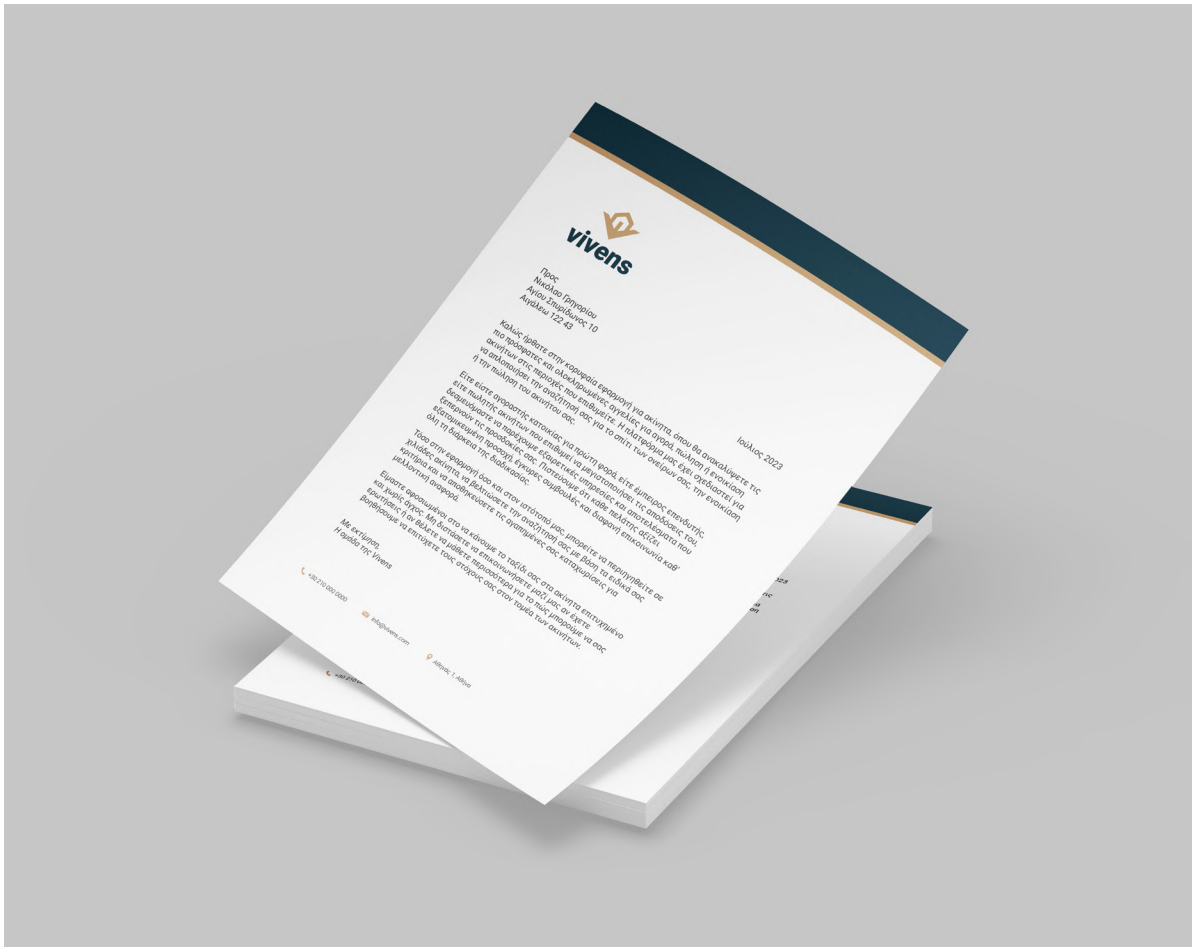 vivens
Προς
Νικόλαο Γρηγορίου
Αγίου Σπυρίδωνος 10
Αιγάλεω 122 43
Ιούλιος 2023
Καλώς ήρθατε στην κορυφαία εφαρμογή για ακίνητα, όπου θα ανακαλύψετε τις
πιο πρόσφατες και ολοκληρωμένες αγγελίες για αγορά, πώληση ή ενοικίαση
ακινήτων στις περιοχές που επιθυμείτε. Η πλατφόρμα μας έχει σχεδιαστεί για
να απλοποιήσει την αναζήτησή σας για το σπίτι των ονείρων σας, την ενοικίαση
ή την πώληση του ακινήτου σας.
Είτε είστε αγοραστής κατοικίας για πρώτη φορά, είτε έμπειρος επενδυτής,
είτε πωλητής ακινήτων που επιθυμεί να μεγιστοποιήσει τις αποδόσεις του,
δεσμευόμαστε να παρέχουμε εξαιρετικές υπηρεσίες και αποτελέσματα που
ξεπερνούν τις προσδοκίες σας. Πιστεύουμε ότι κάθε πελάτης αξίζει
εξατομικευμένη προσοχή, έγκυρες συμβουλές και διαφανή επικοινωνία καθ'
όλη τη διάρκεια της διαδικασίας.
Τόσο στην εφαρμογή όσο και στον ιστότοπό μας, μπορείτε να περιηγηθείτε σε
χιλιάδες ακίνητα, να βελτιώσετε την αναζήτησή σας με βάση τα ειδικά σας
κριτήρια και να αποθηκεύσετε τις αγαπημένες σας καταχωρίσεις για
μελλοντική αναφορά.
Είμαστε αφοσιωμένοι στο να κάνουμε το ταξίδι σας στα ακίνητα επιτυχημένο
και χωρίς άγχος. Μη διστάσετε να επικοινωνήσετε μαζί μας αν έχετε
ερωτήσεις ή αν θέλετε να μάθετε περισσότερα για το πώς μπορούμε να σας
βοηθήσουμε να επιτύχετε τους στόχους σας στον τομέα των ακινήτων.
Με εκτίμηση,
Η ομάδα της Vivens
+30 210 000 0000
info@vivens.com
Αθηνάς 1, Αθήνα
+30 210